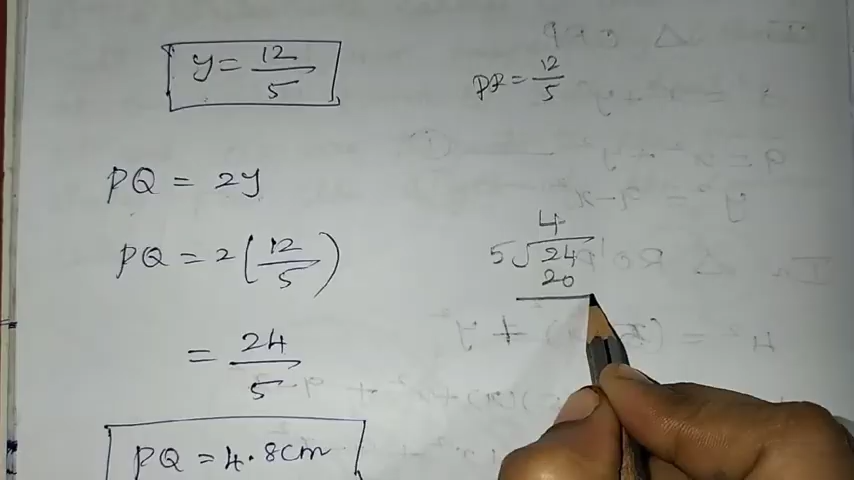 y = 12/5
PR = 12/5
PQ = 2y
PQ = 2(12/5)
= 24/5
PQ = 4.8cm
4
5√24
20